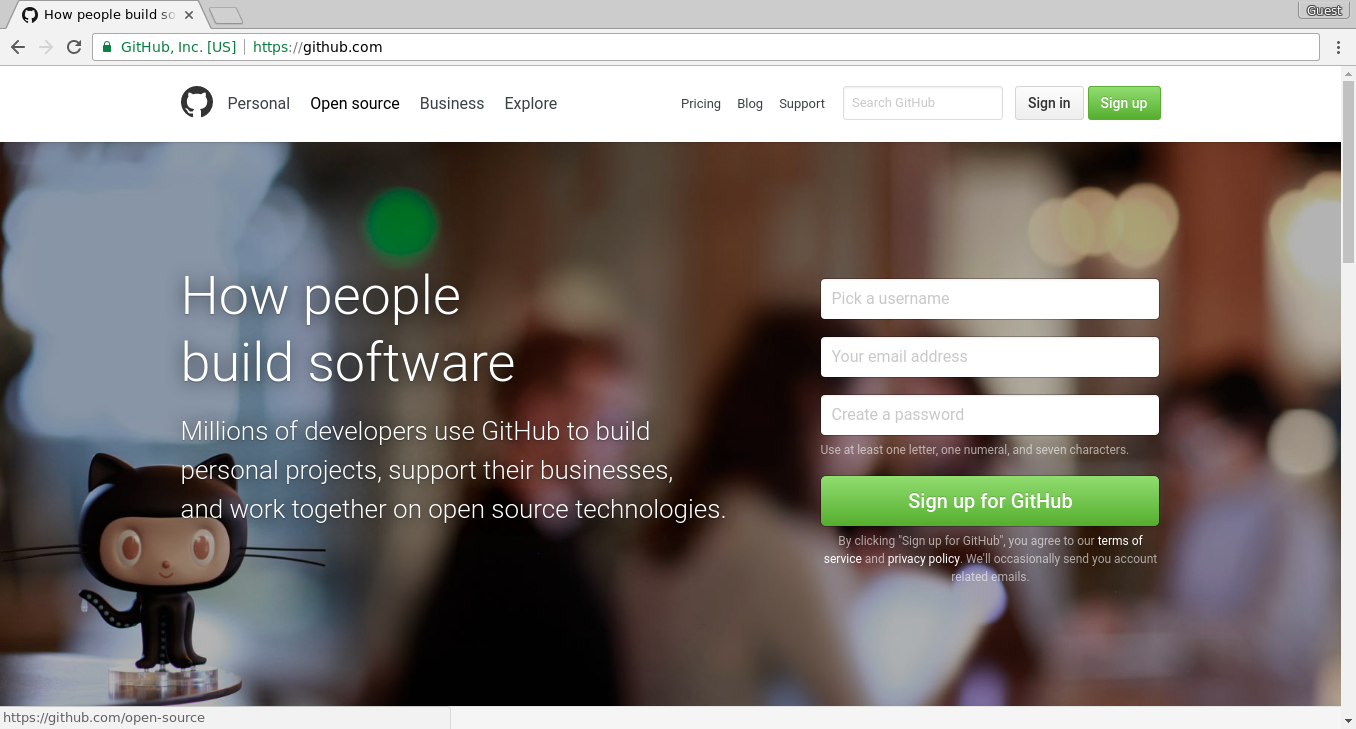 How people build so
Guest
GitHub, Inc. [US] https://github.com
Personal Open source Business Explore Pricing Blog Support Search GitHub Sign in Sign up
How people
build software
Millions of developers use GitHub to build
personal projects, support their businesses,
and work together on open source technologies.
Pick a username
Your email address
Create a password
Use at least one letter, one numeral, and seven characters.
Sign up for GitHub
By clicking "Sign up for GitHub", you agree to our terms of
service and privacy policy. We'll occasionally send you account
related emails.
https://github.com/open-source